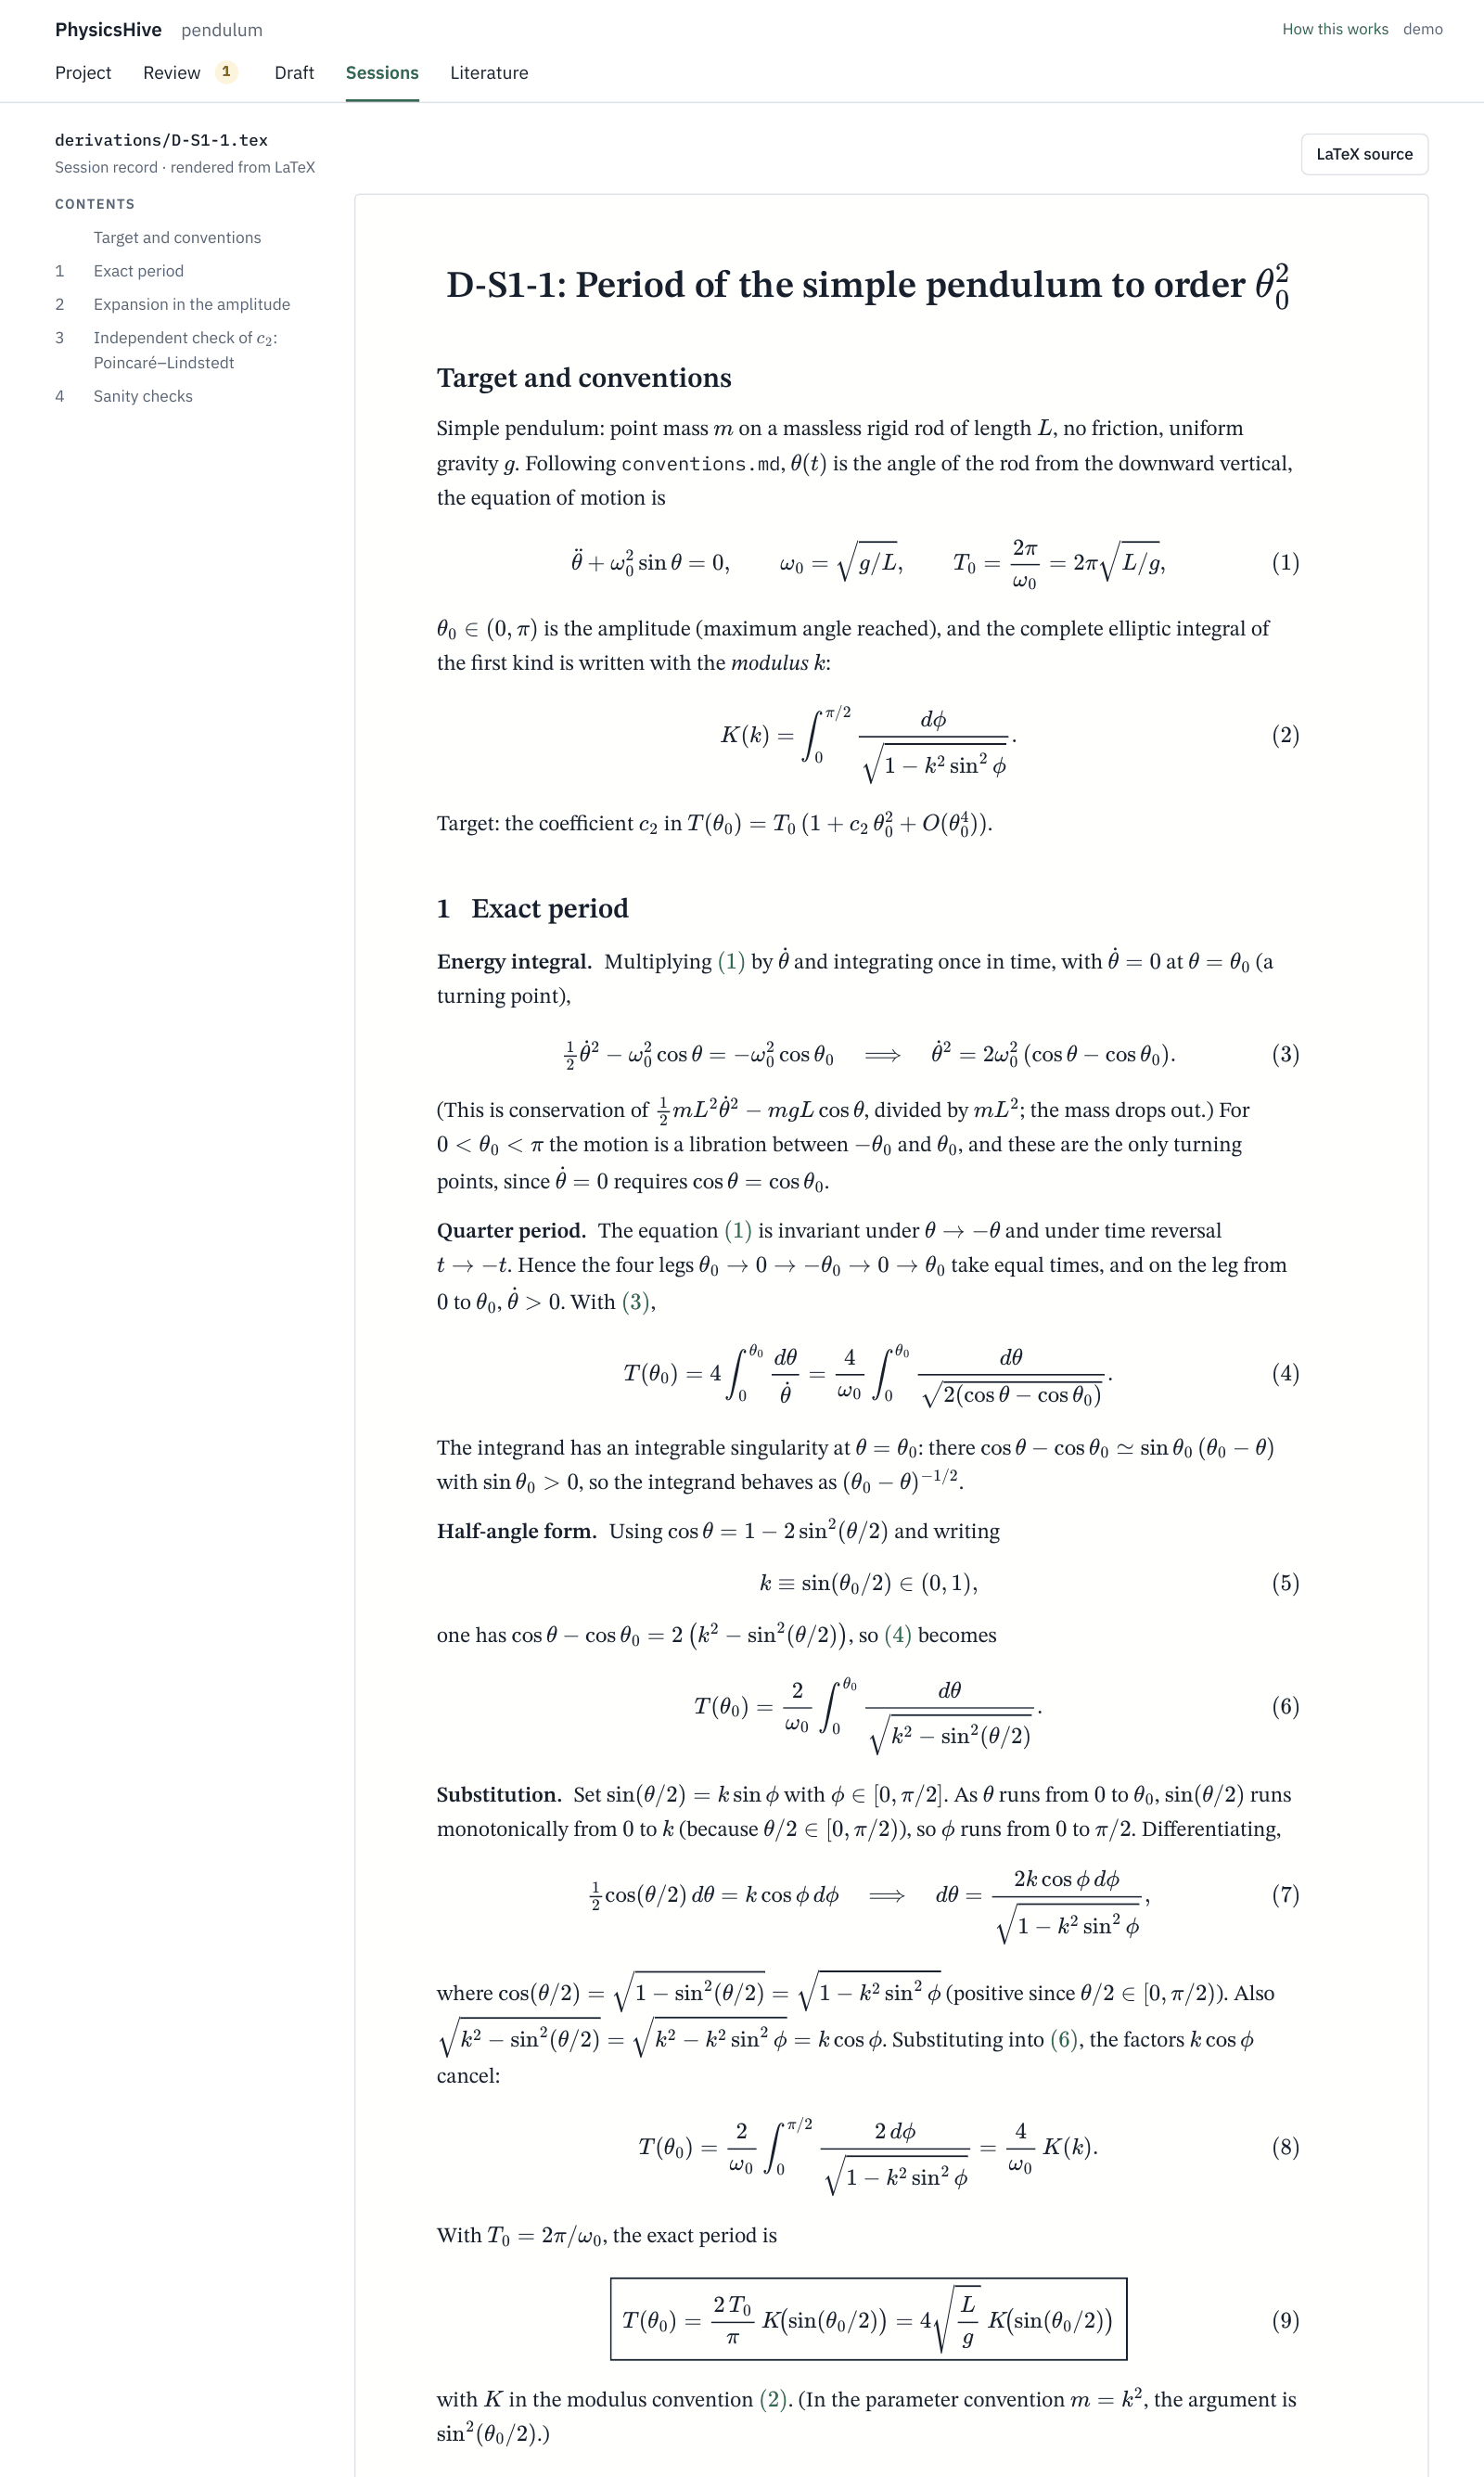 PhysicsHive pendulum
How this works demo
Project Review 1 Draft Sessions Literature
derivations/D-S1-1.tex
Session record · rendered from LaTeX
LaTeX source
CONTENTS
Target and conventions
1 Exact period
2 Expansion in the amplitude
3 Independent check of c₂:
Poincaré–Lindstedt
4 Sanity checks
D-S1-1: Period of the simple pendulum to order θ₀²
Target and conventions
Simple pendulum: point mass m on a massless rigid rod of length L, no friction, uniform
gravity g. Following conventions.md, θ(t) is the angle of the rod from the downward vertical,
the equation of motion is
θ̈ + ω₀² sin θ = 0, ω₀ = √(g/L), T₀ = 2π/ω₀ = 2π√(L/g), (1)
θ₀ ∈ (0, π) is the amplitude (maximum angle reached), and the complete elliptic integral of
the first kind is written with the modulus k:
K(k) = ∫₀^{π/2} dϕ / √(1 − k² sin² ϕ). (2)
Target: the coefficient c₂ in T(θ₀) = T₀ (1 + c₂ θ₀² + O(θ₀⁴)).
1 Exact period
Energy integral. Multiplying (1) by θ̇ and integrating once in time, with θ̇ = 0 at θ = θ₀ (a
turning point),
½θ̇² − ω₀² cos θ = −ω₀² cos θ₀ ⟹ θ̇² = 2ω₀² (cos θ − cos θ₀). (3)
(This is conservation of ½mL²θ̇² − mgL cos θ, divided by mL²; the mass drops out.) For
0 < θ₀ < π the motion is a libration between −θ₀ and θ₀, and these are the only turning
points, since θ̇ = 0 requires cos θ = cos θ₀.
Quarter period. The equation (1) is invariant under θ → −θ and under time reversal
t → −t. Hence the four legs θ₀ → 0 → −θ₀ → 0 → θ₀ take equal times, and on the leg from
0 to θ₀, θ̇ > 0. With (3),
T(θ₀) = 4 ∫₀^{θ₀} dθ/θ̇ = 4/ω₀ ∫₀^{θ₀} dθ / √(2(cos θ − cos θ₀)). (4)
The integrand has an integrable singularity at θ = θ₀: there cos θ − cos θ₀ ≃ sin θ₀ (θ₀ − θ)
with sin θ₀ > 0, so the integrand behaves as (θ₀ − θ)^{−1/2}.
Half-angle form. Using cos θ = 1 − 2 sin²(θ/2) and writing
k ≡ sin(θ₀/2) ∈ (0, 1), (5)
one has cos θ − cos θ₀ = 2 (k² − sin²(θ/2)), so (4) becomes
T(θ₀) = 2/ω₀ ∫₀^{θ₀} dθ / √(k² − sin²(θ/2)). (6)
Substitution. Set sin(θ/2) = k sin ϕ with ϕ ∈ [0, π/2]. As θ runs from 0 to θ₀, sin(θ/2) runs
monotonically from 0 to k (because θ/2 ∈ [0, π/2)), so ϕ runs from 0 to π/2. Differentiating,
½ cos(θ/2) dθ = k cos ϕ dϕ ⟹ dθ = 2k cos ϕ dϕ / √(1 − k² sin² ϕ), (7)
where cos(θ/2) = √(1 − sin²(θ/2)) = √(1 − k² sin² ϕ) (positive since θ/2 ∈ [0, π/2)). Also
√(k² − sin²(θ/2)) = √(k² − k² sin² ϕ) = k cos ϕ. Substituting into (6), the factors k cos ϕ
cancel:
T(θ₀) = 2/ω₀ ∫₀^{π/2} 2 dϕ / √(1 − k² sin² ϕ) = 4/ω₀ K(k). (8)
With T₀ = 2π/ω₀, the exact period is
T(θ₀) = 2 T₀/π K(sin(θ₀/2)) = 4√(L/g) K(sin(θ₀/2)) (9)
with K in the modulus convention (2). (In the parameter convention m = k², the argument is
sin²(θ₀/2).)